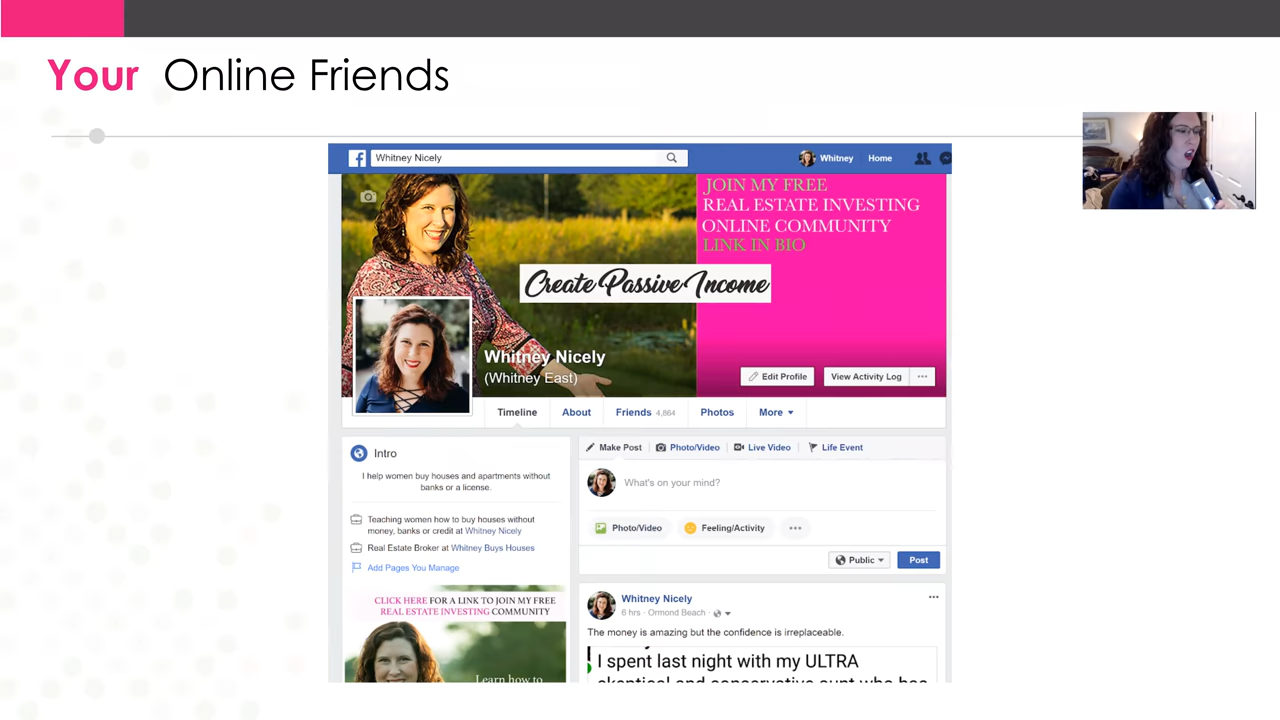 Your Online Friends
Whitney Nicely
Whitney Home
JOIN MY FREE
REAL ESTATE INVESTING
ONLINE COMMUNITY
LINK IN BIO
Create Passive Income
Whitney Nicely
(Whitney East)
Edit Profile
View Activity Log
Timeline About Friends 4,864 Photos More
Intro
I help women buy houses and apartments without
banks or a license.
Teaching women how to buy houses without
money, banks or credit at Whitney Nicely
Real Estate Broker at Whitney Buys Houses
Add Pages You Manage
CLICK HERE FOR A LINK TO JOIN MY FREE
REAL ESTATE INVESTING COMMUNITY
Learn how to
Make Post Photo/Video Live Video Life Event
What's on your mind?
Photo/Video Feeling/Activity
Public Post
Whitney Nicely
6 hrs · Ormond Beach ·
The money is amazing but the confidence is irreplaceable.
I spent last night with my ULTRA
skeptical and conservative aunt who has